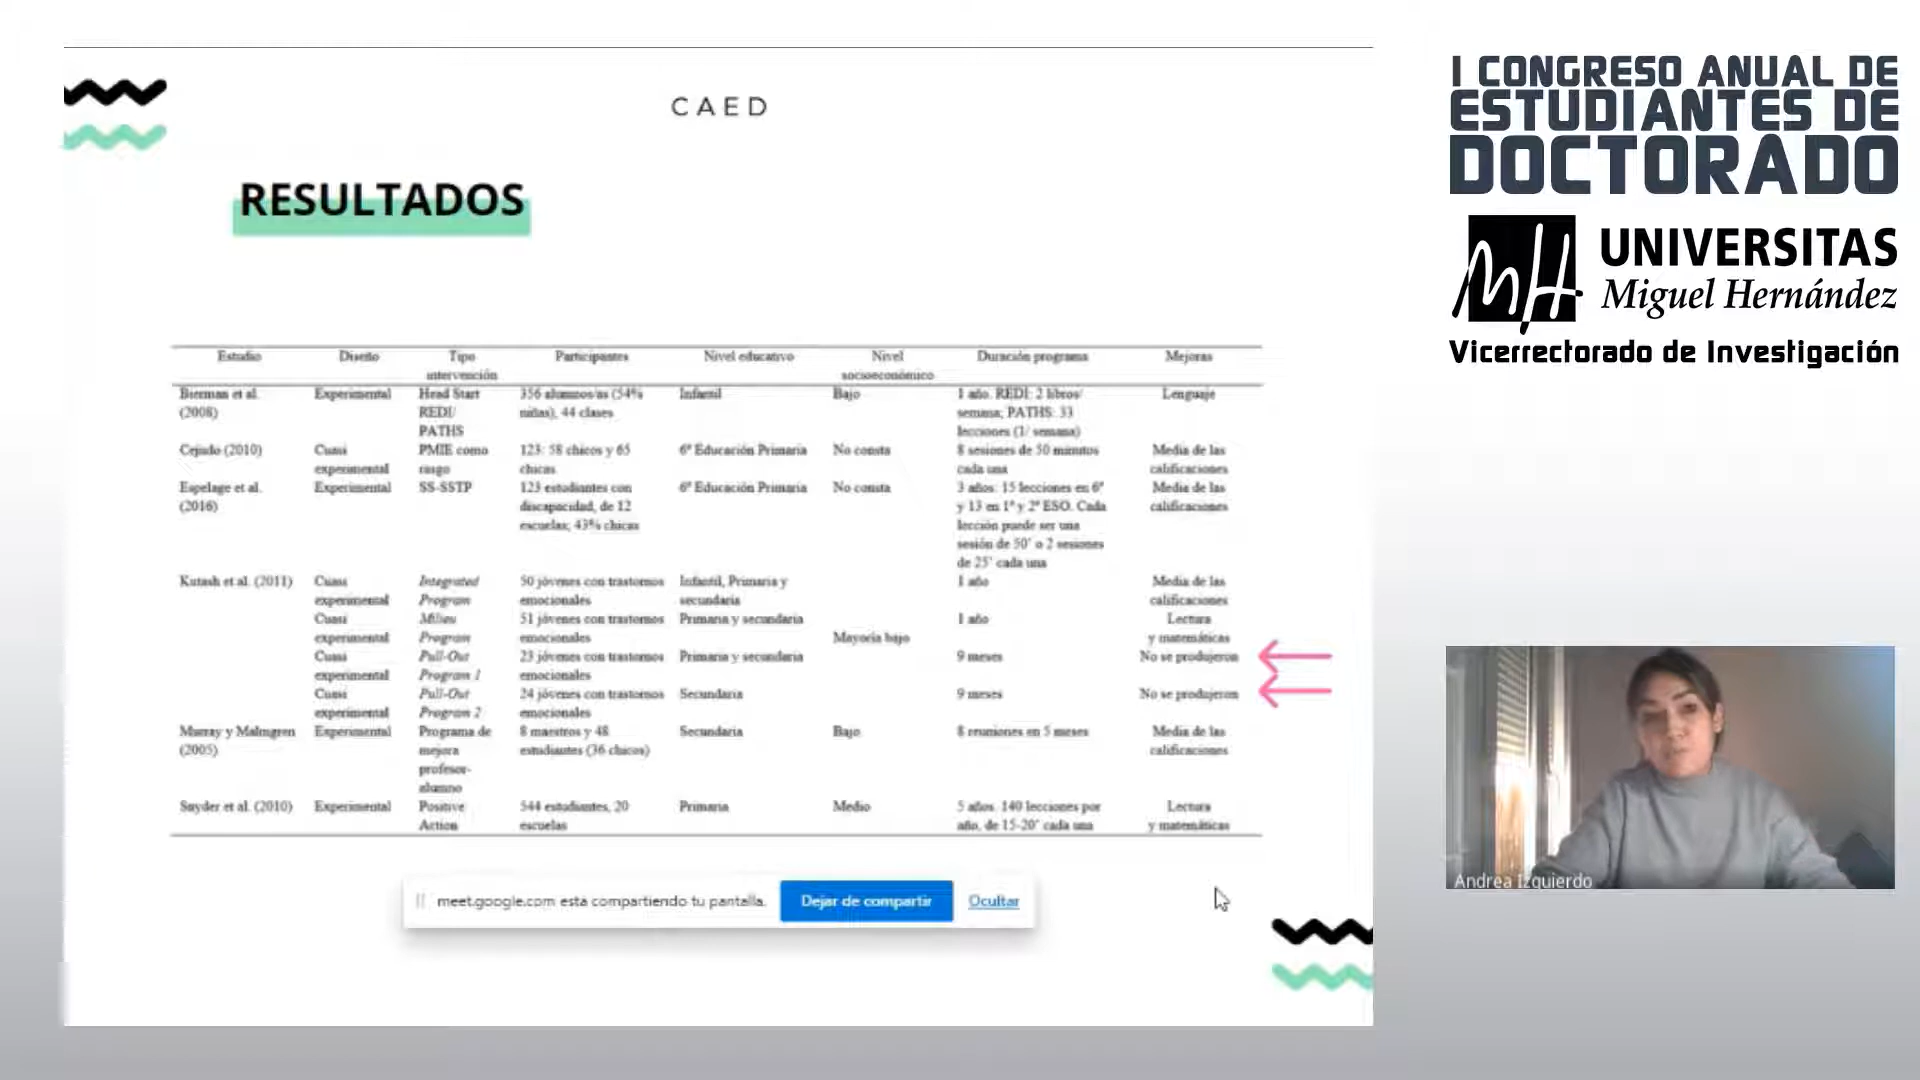 CAED
RESULTADOS
Estudio Diseño Tipo intervención Participantes Nivel educativo Nivel socioeconómico Duración programa Mejoras
Bierman et al. (2008) Experimental Head Start REDI/ PATHS 356 alumnos/as (54% niñas), 44 clases Infantil Bajo 1 año. REDI: 2 libros/ semana; PATHS: 33 lecciones (1/ semana) Lenguaje
Cejudo (2010) Cuasi experimental PMIE como rasgo 123: 58 chicos y 65 chicas 6º Educación Primaria No consta 8 sesiones de 50 minutos cada una Media de las calificaciones
Espelage et al. (2016) Experimental SS-SSTP 123 estudiantes con discapacidad, de 12 escuelas; 43% chicas 6º Educación Primaria No consta 3 años: 15 lecciones en 6º y 13 en 1º y 2º ESO. Cada lección puede ser una sesión de 50' o 2 sesiones de 25' cada una Media de las calificaciones
Kutash et al. (2011) Cuasi experimental Integrated Program 50 jóvenes con trastornos emocionales Infantil, Primaria y secundaria 1 año Media de las calificaciones
Cuasi experimental Milieu Program 51 jóvenes con trastornos emocionales Primaria y secundaria Mayoría bajo 1 año Lectura y matemáticas
Cuasi experimental Pull-Out Program 1 23 jóvenes con trastornos emocionales Primaria y secundaria 9 meses No se produjeron
Cuasi experimental Pull-Out Program 2 24 jóvenes con trastornos emocionales Secundaria 9 meses No se produjeron
Murray y Malmgren (2005) Experimental Programa de mejora profesor-alumno 8 maestros y 48 estudiantes (36 chicos) Secundaria Bajo 8 reuniones en 5 meses Media de las calificaciones
Snyder et al. (2010) Experimental Positive Action 544 estudiantes, 20 escuelas Primaria Medio 5 años. 140 lecciones por año, de 15-20' cada una Lectura y matemáticas
meet.google.com está compartiendo tu pantalla. Dejar de compartir Ocultar
I CONGRESO ANUAL DE
ESTUDIANTES DE
DOCTORADO
UNIVERSITAS
Miguel Hernández
Vicerrectorado de Investigación
Andrea Izquierdo